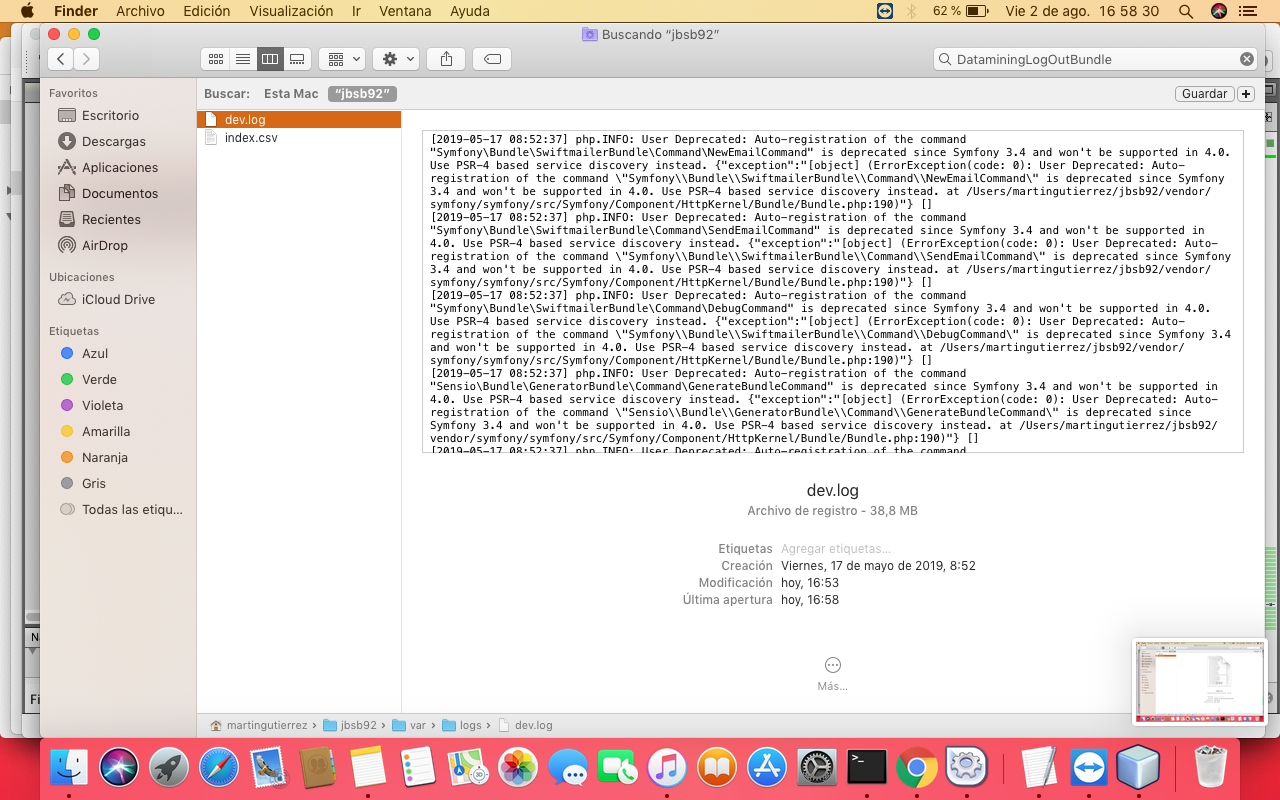 Finder Archivo Edición Visualización Ir Ventana Ayuda 62 % Vie 2 de ago. 16 58 30
Buscando “jbsb92”
DataminingLogOutBundle
Favoritos
Escritorio
Descargas
Aplicaciones
Documentos
Recientes
AirDrop
Ubicaciones
iCloud Drive
Etiquetas
Azul
Verde
Violeta
Amarilla
Naranja
Gris
Todas las etiqu...
Buscar: Esta Mac “jbsb92” Guardar +
dev.log
index.csv
[2019-05-17 08:52:37] php.INFO: User Deprecated: Auto-registration of the command
"Symfony\Bundle\SwiftmailerBundle\Command\NewEmailCommand" is deprecated since Symfony 3.4 and won't be supported in 4.0.
Use PSR-4 based service discovery instead. {"exception":"[object] (ErrorException(code: 0): User Deprecated: Auto-
registration of the command \"Symfony\\Bundle\\SwiftmailerBundle\\Command\\NewEmailCommand\" is deprecated since Symfony
3.4 and won't be supported in 4.0. Use PSR-4 based service discovery instead. at /Users/martingutierrez/jbsb92/vendor/
symfony/symfony/src/Symfony/Component/HttpKernel/Bundle/Bundle.php:190)"} []
[2019-05-17 08:52:37] php.INFO: User Deprecated: Auto-registration of the command
"Symfony\Bundle\SwiftmailerBundle\Command\SendEmailCommand" is deprecated since Symfony 3.4 and won't be supported in
4.0. Use PSR-4 based service discovery instead. {"exception":"[object] (ErrorException(code: 0): User Deprecated: Auto-
registration of the command \"Symfony\\Bundle\\SwiftmailerBundle\\Command\\SendEmailCommand\" is deprecated since Symfony
3.4 and won't be supported in 4.0. Use PSR-4 based service discovery instead. at /Users/martingutierrez/jbsb92/vendor/
symfony/symfony/src/Symfony/Component/HttpKernel/Bundle/Bundle.php:190)"} []
[2019-05-17 08:52:37] php.INFO: User Deprecated: Auto-registration of the command
"Symfony\Bundle\SwiftmailerBundle\Command\DebugCommand" is deprecated since Symfony 3.4 and won't be supported in 4.0.
Use PSR-4 based service discovery instead. {"exception":"[object] (ErrorException(code: 0): User Deprecated: Auto-
registration of the command \"Symfony\\Bundle\\SwiftmailerBundle\\Command\\DebugCommand\" is deprecated since Symfony 3.4
and won't be supported in 4.0. Use PSR-4 based service discovery instead. at /Users/martingutierrez/jbsb92/vendor/
symfony/symfony/src/Symfony/Component/HttpKernel/Bundle/Bundle.php:190)"} []
[2019-05-17 08:52:37] php.INFO: User Deprecated: Auto-registration of the command
"Sensio\Bundle\GeneratorBundle\Command\GenerateBundleCommand" is deprecated since Symfony 3.4 and won't be supported in
4.0. Use PSR-4 based service discovery instead. {"exception":"[object] (ErrorException(code: 0): User Deprecated: Auto-
registration of the command \"Sensio\\Bundle\\GeneratorBundle\\Command\\GenerateBundleCommand\" is deprecated since
Symfony 3.4 and won't be supported in 4.0. Use PSR-4 based service discovery instead. at /Users/martingutierrez/jbsb92/
vendor/symfony/symfony/src/Symfony/Component/HttpKernel/Bundle/Bundle.php:190)"} []
[2019-05-17 08:52:37] php.INFO: User Deprecated: Auto-registration of the command
dev.log
Archivo de registro - 38,8 MB
Etiquetas Agregar etiquetas...
Creación Viernes, 17 de mayo de 2019, 8:52
Modificación hoy, 16:53
Última apertura hoy, 16:58
Más...
martingutierrez › jbsb92 › var › logs › dev.log